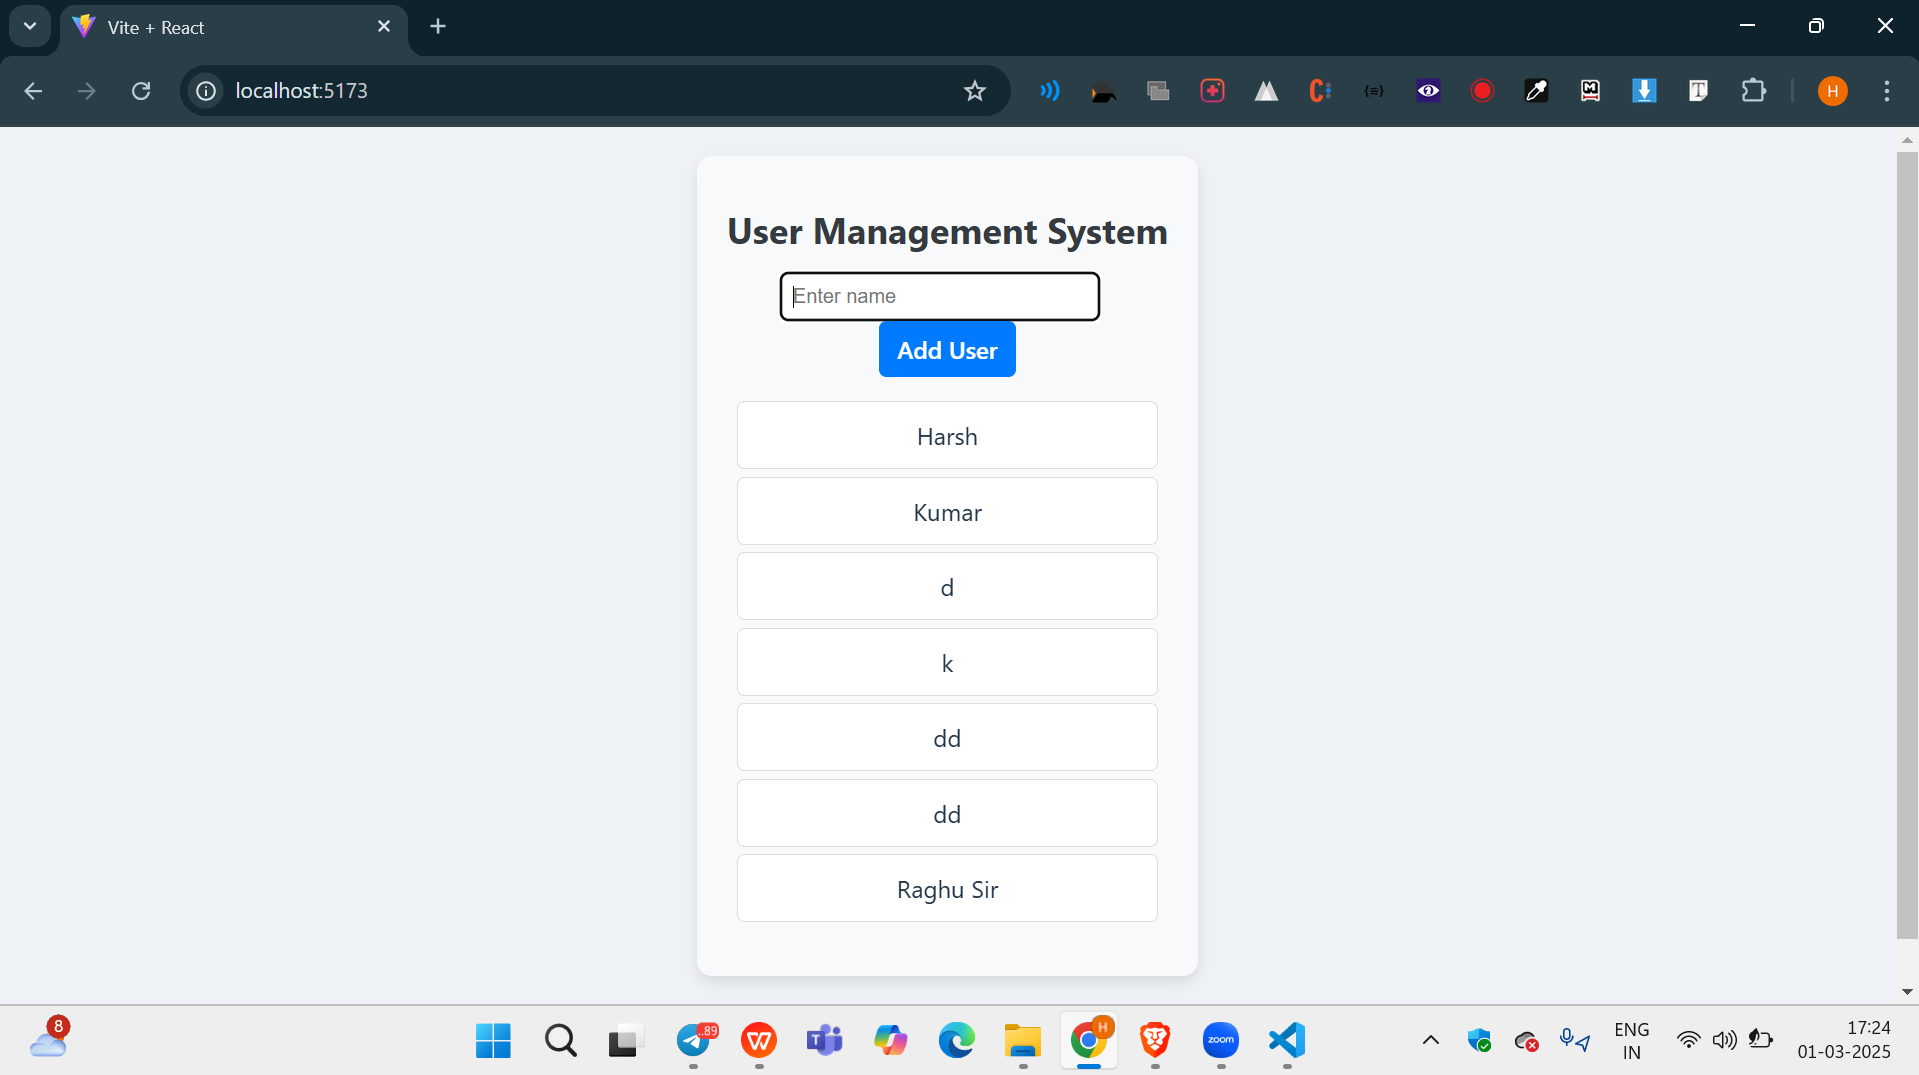 Vite + React
localhost:5173
H
User Management System
Enter name
Add User
Harsh
Kumar
d
k
dd
dd
Raghu Sir
8
..89
W
T
H
zoom
ENG
IN
17:24
01-03-2025